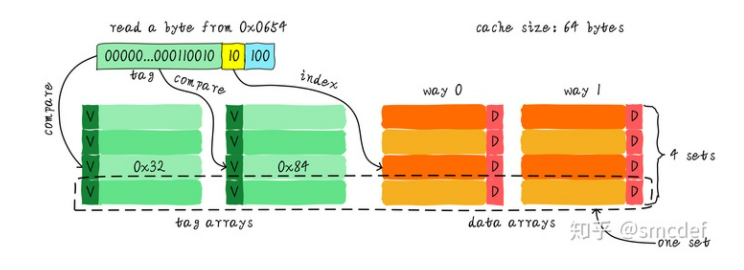 read a byte from 0x0654
cache size: 64 bytes
00000...000110010 10 100
tag
compare
index
compare
way 0
way 1
V
V
D
D
V
V
D
D
4 sets
V 0x32
V 0x84
D
D
V
V
D
D
tag arrays
data arrays
知乎 @smcdef
one set